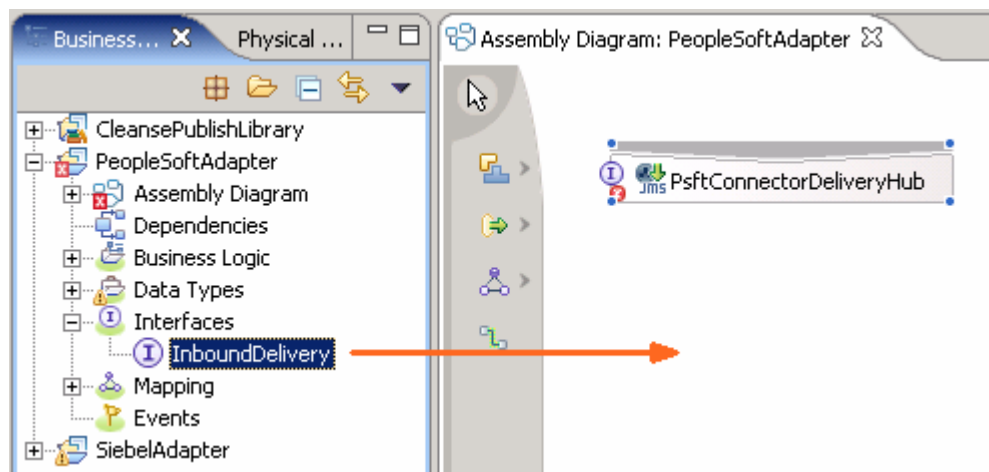 Business...
Physical ...
CleansePublishLibrary
PeopleSoftAdapter
Assembly Diagram
Dependencies
Business Logic
Data Types
Interfaces
I InboundDelivery
Mapping
Events
SiebelAdapter
Assembly Diagram: PeopleSoftAdapter
I JMS PsftConnectorDeliveryHub